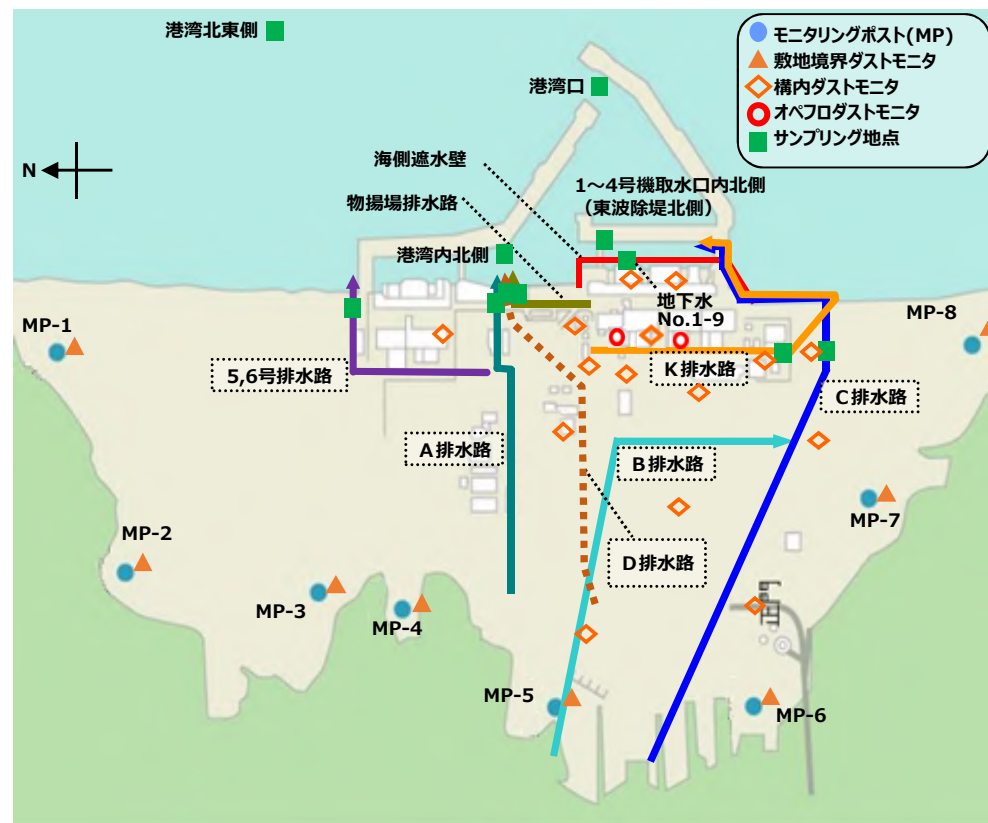 港湾北東側
モニタリングポスト(MP)
敷地境界ダストモニタ
構内ダストモニタ
オペフロダストモニタ
サンプリング地点
港湾口
N
海側遮水壁
物揚場排水路
1～4号機取水口内北側
（東波除堤北側）
港湾内北側
地下水
No.1-9
MP-1
MP-8
5,6号排水路
K排水路
C排水路
A排水路
B排水路
MP-7
MP-2
D排水路
MP-3
MP-4
正門
MP-5
MP-6